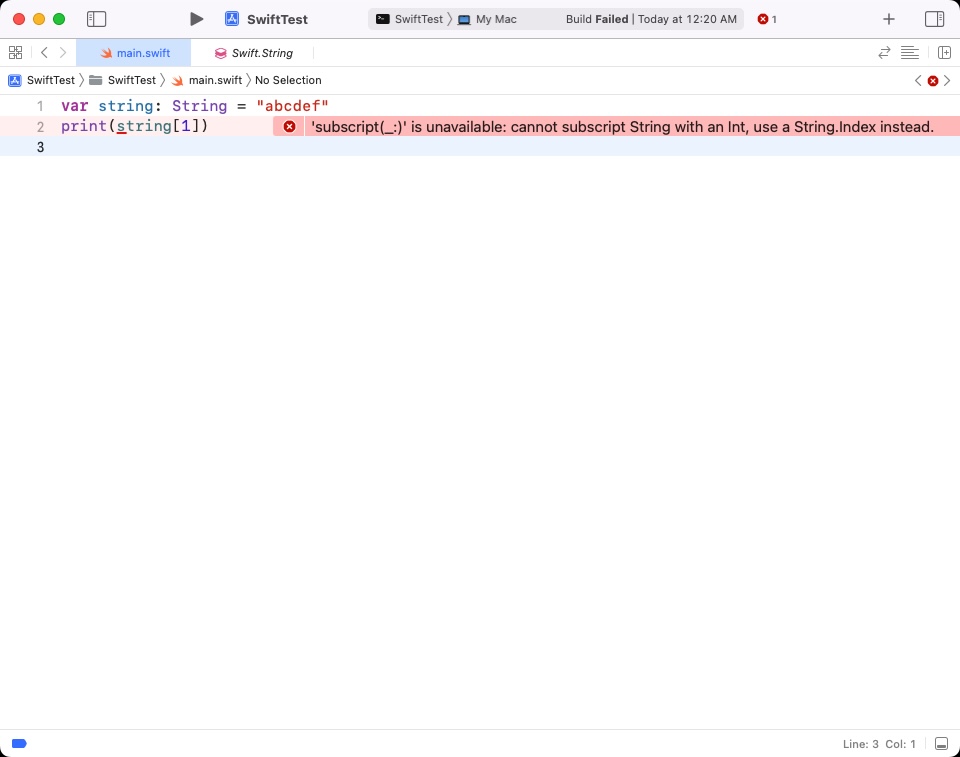 SwiftTest
SwiftTest 〉 My Mac
Build Failed | Today at 12:20 AM
1
main.swift
Swift.String
SwiftTest 〉 SwiftTest 〉 main.swift 〉 No Selection
1 var string: String = "abcdef"
2 print(string[1])
'subscript(_:)' is unavailable: cannot subscript String with an Int, use a String.Index instead.
3
Line: 3 Col: 1